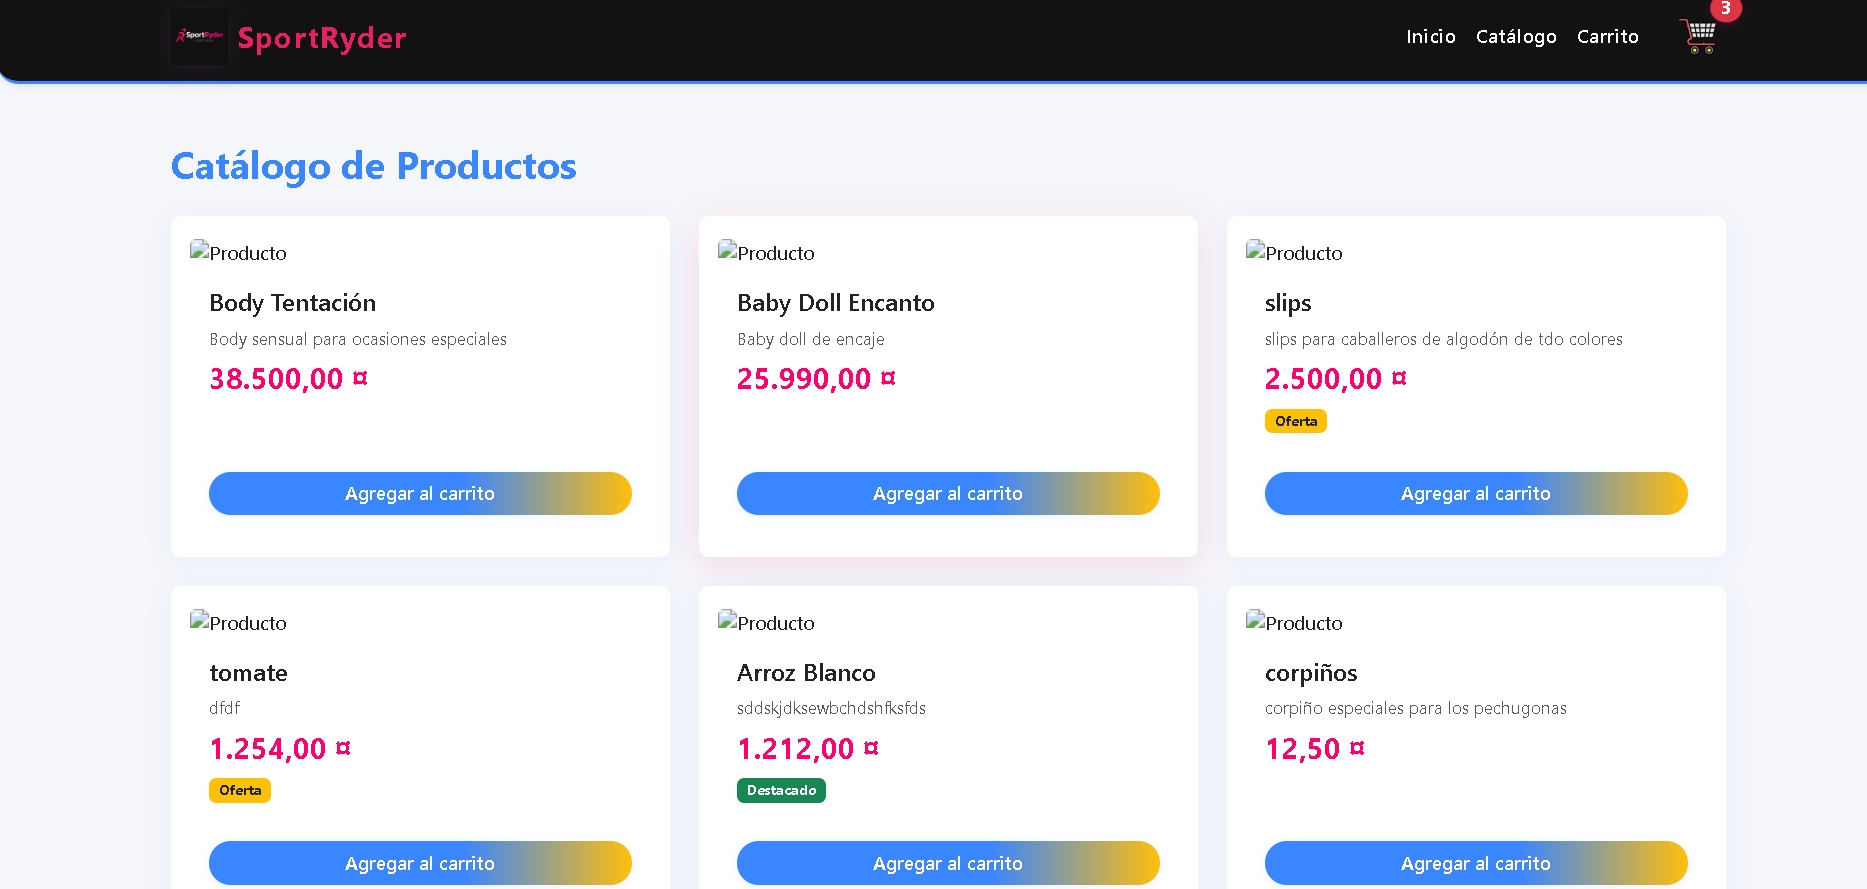 SportRyder
SportRyder
Inicio
Catálogo
Carrito
3
Catálogo de Productos
Producto
Body Tentación
Body sensual para ocasiones especiales
38.500,00 ¤
Agregar al carrito
Producto
Baby Doll Encanto
Baby doll de encaje
25.990,00 ¤
Agregar al carrito
Producto
slips
slips para caballeros de algodón de tdo colores
2.500,00 ¤
Oferta
Agregar al carrito
Producto
tomate
dfdf
1.254,00 ¤
Oferta
Agregar al carrito
Producto
Arroz Blanco
sddskjdksewbchdshfksfds
1.212,00 ¤
Destacado
Agregar al carrito
Producto
corpiños
corpiño especiales para los pechugonas
12,50 ¤
Agregar al carrito